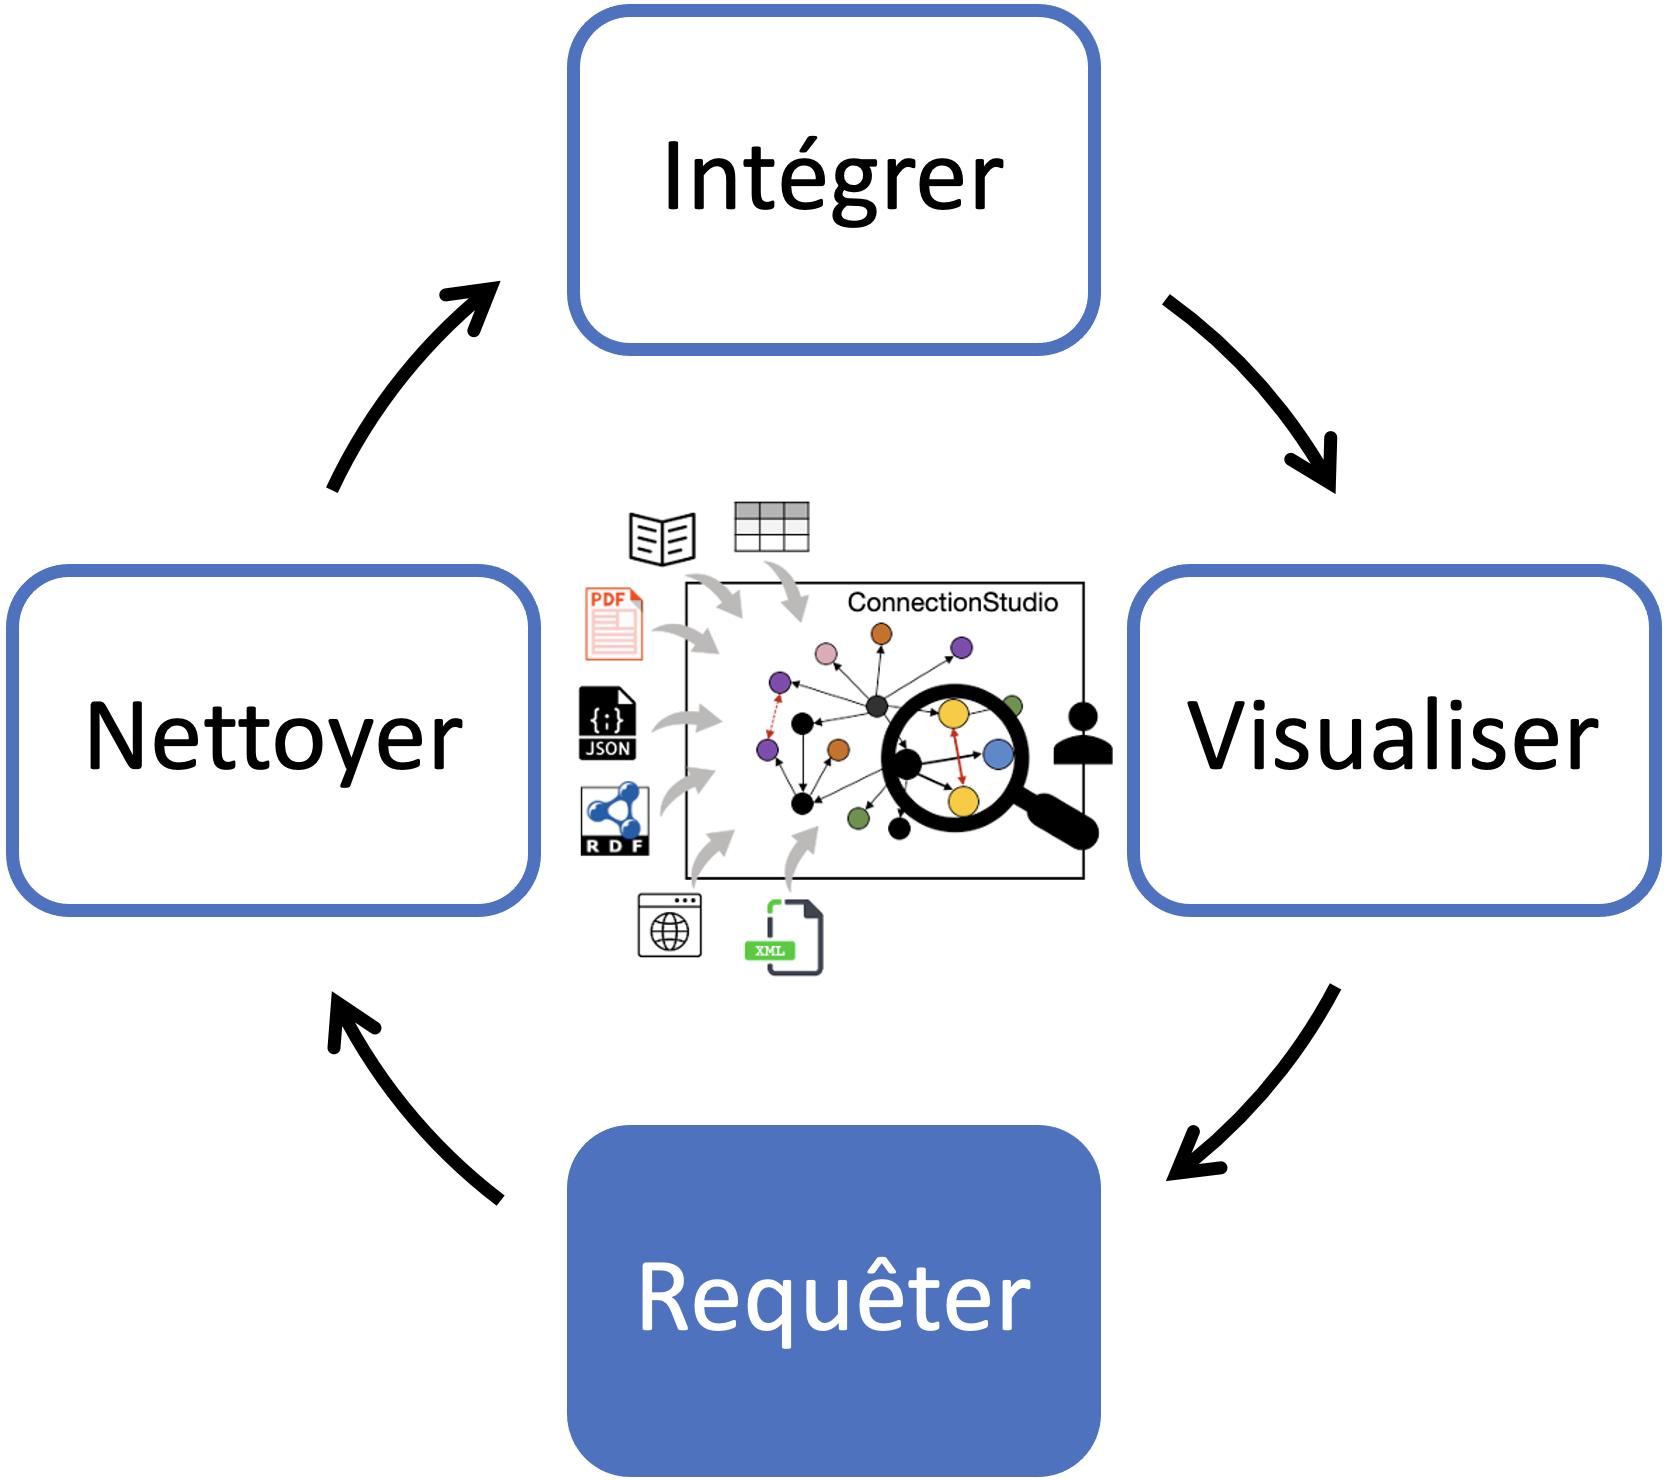 Intégrer
Nettoyer
PDF
ConnectionStudio
{;}
JSON
RDF
XML
Visualiser
Requêter